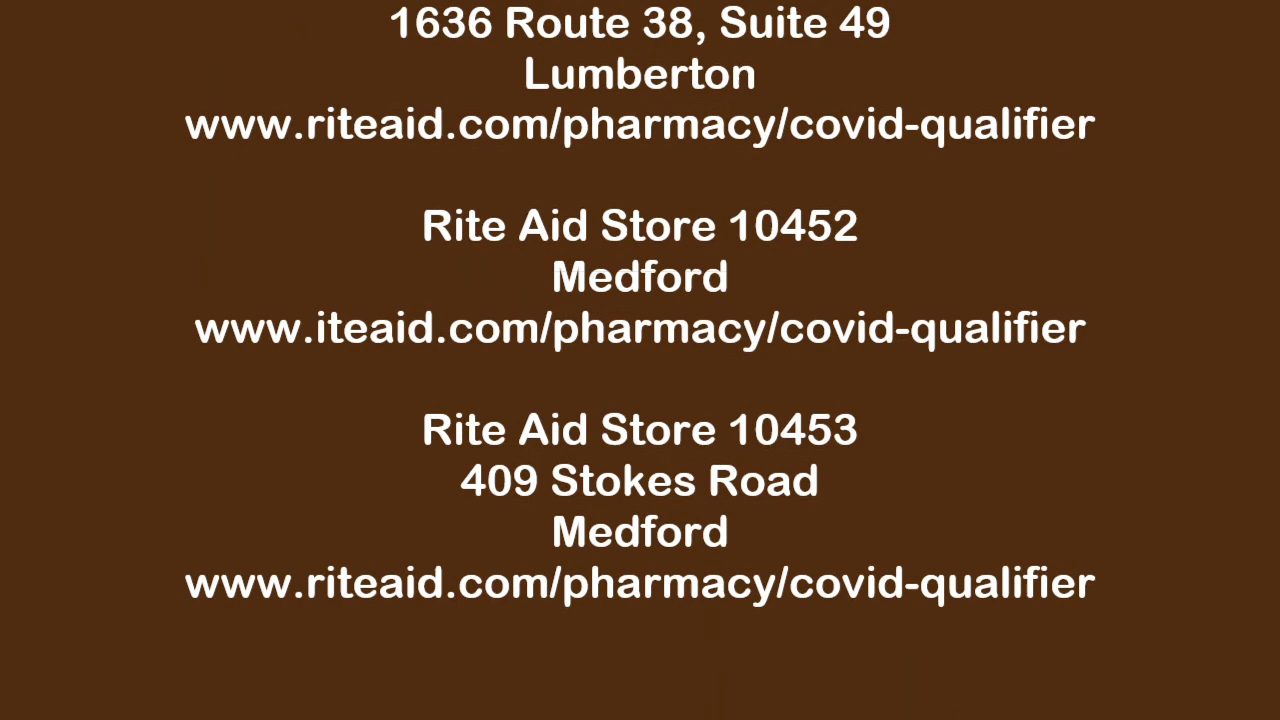 1636 Route 38, Suite 49
Lumberton
www.riteaid.com/pharmacy/covid-qualifier
Rite Aid Store 10452
Medford
www.iteaid.com/pharmacy/covid-qualifier
Rite Aid Store 10453
409 Stokes Road
Medford
www.riteaid.com/pharmacy/covid-qualifier